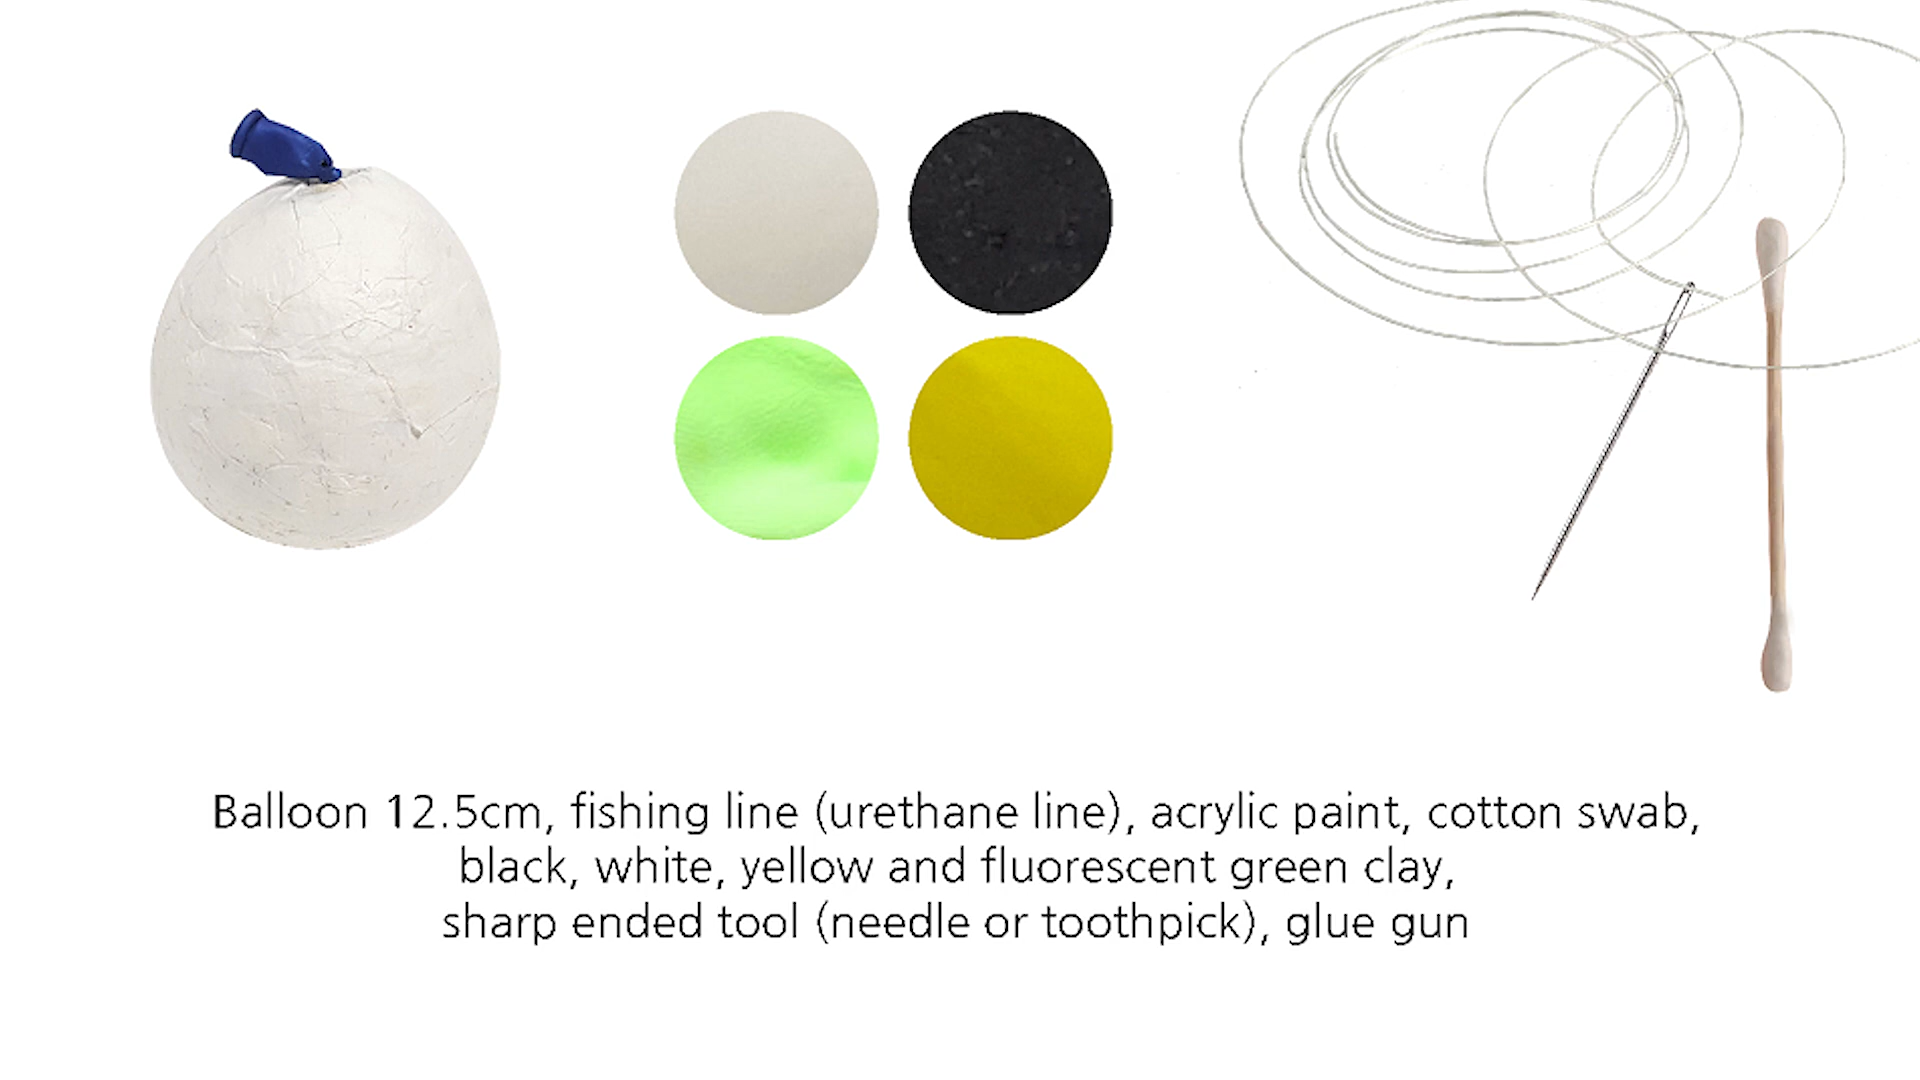 Balloon 12.5cm, fishing line (urethane line), acrylic paint, cotton swab,
black, white, yellow and fluorescent green clay,
sharp ended tool (needle or toothpick), glue gun